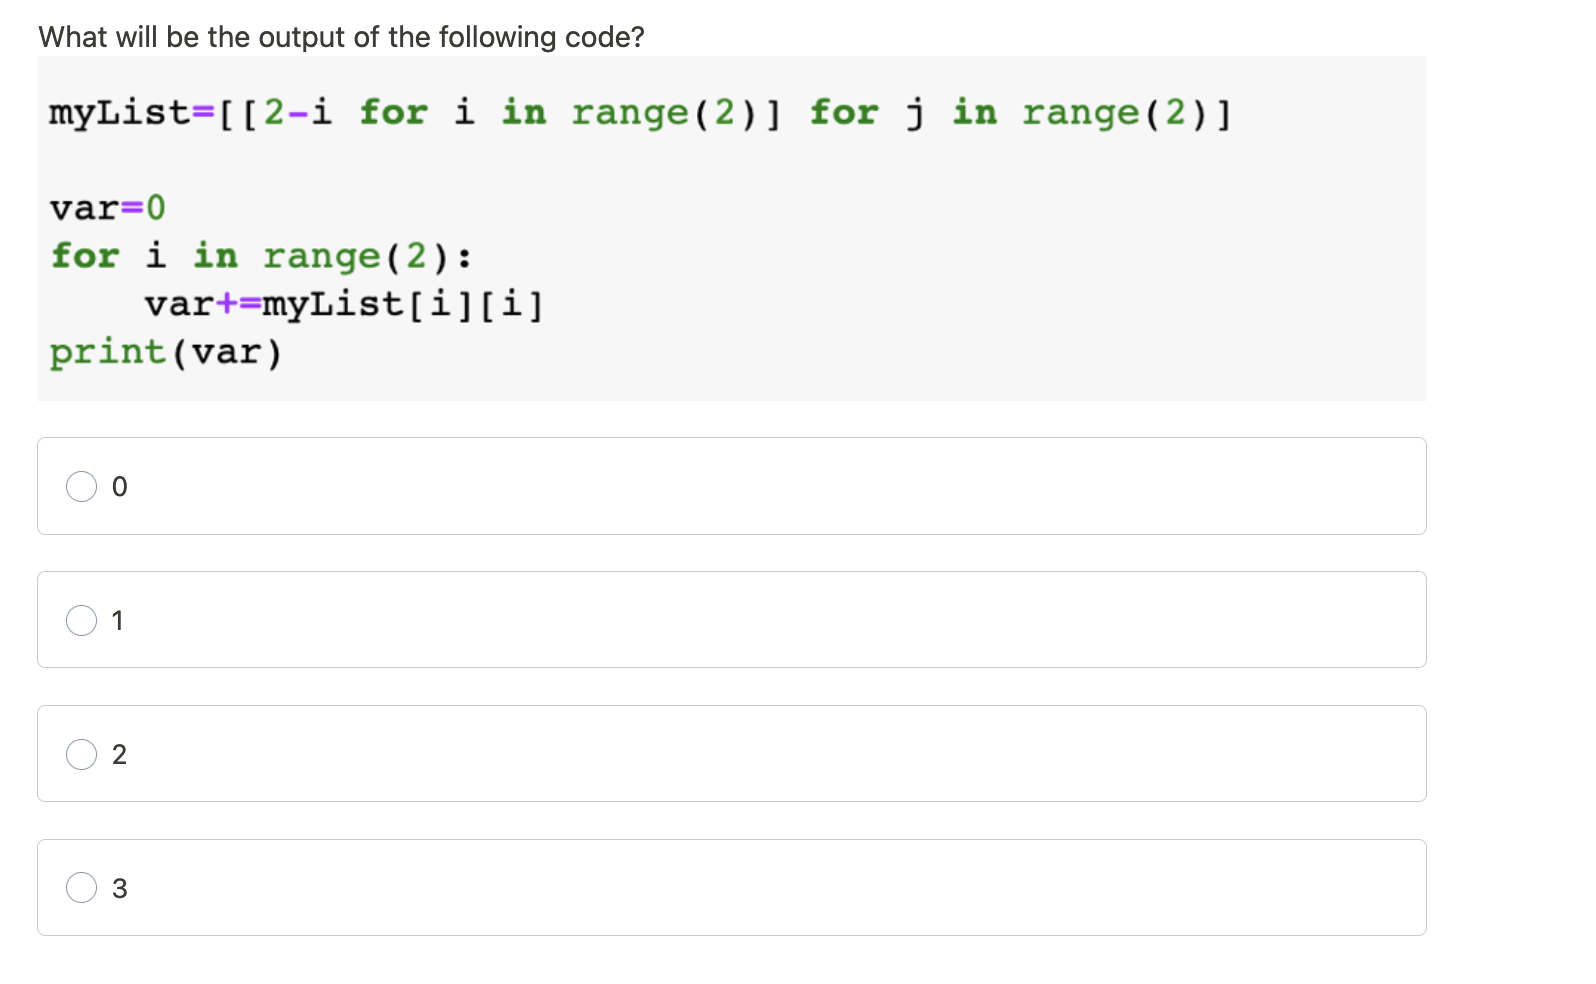 What will be the output of the following code?
myList=[[2-i for i in range(2)] for j in range(2)]
var=0
for i in range(2):
    var+=myList[i][i]
print(var)
0
1
2
3